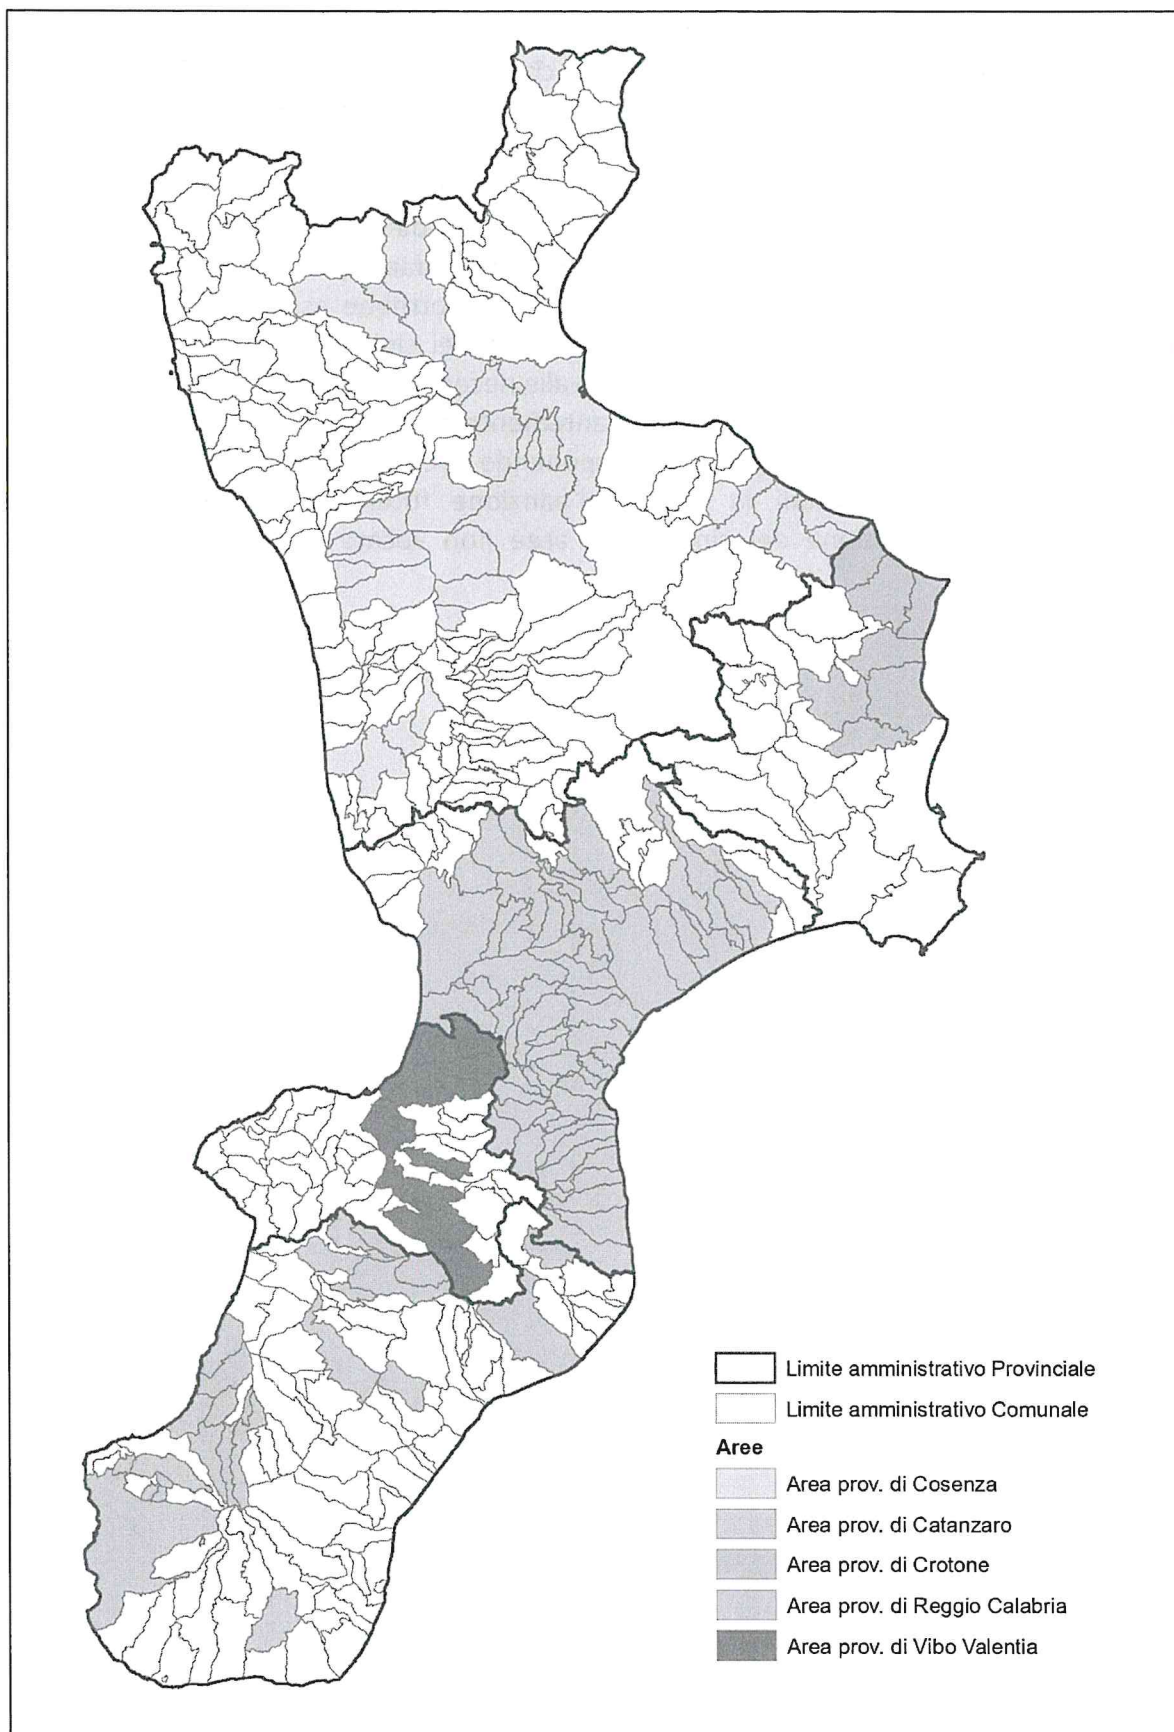 Limite amministrativo Provinciale
Limite amministrativo Comunale
Aree
Area prov. di Cosenza
Area prov. di Catanzaro
Area prov. di Crotone
Area prov. di Reggio Calabria
Area prov. di Vibo Valentia